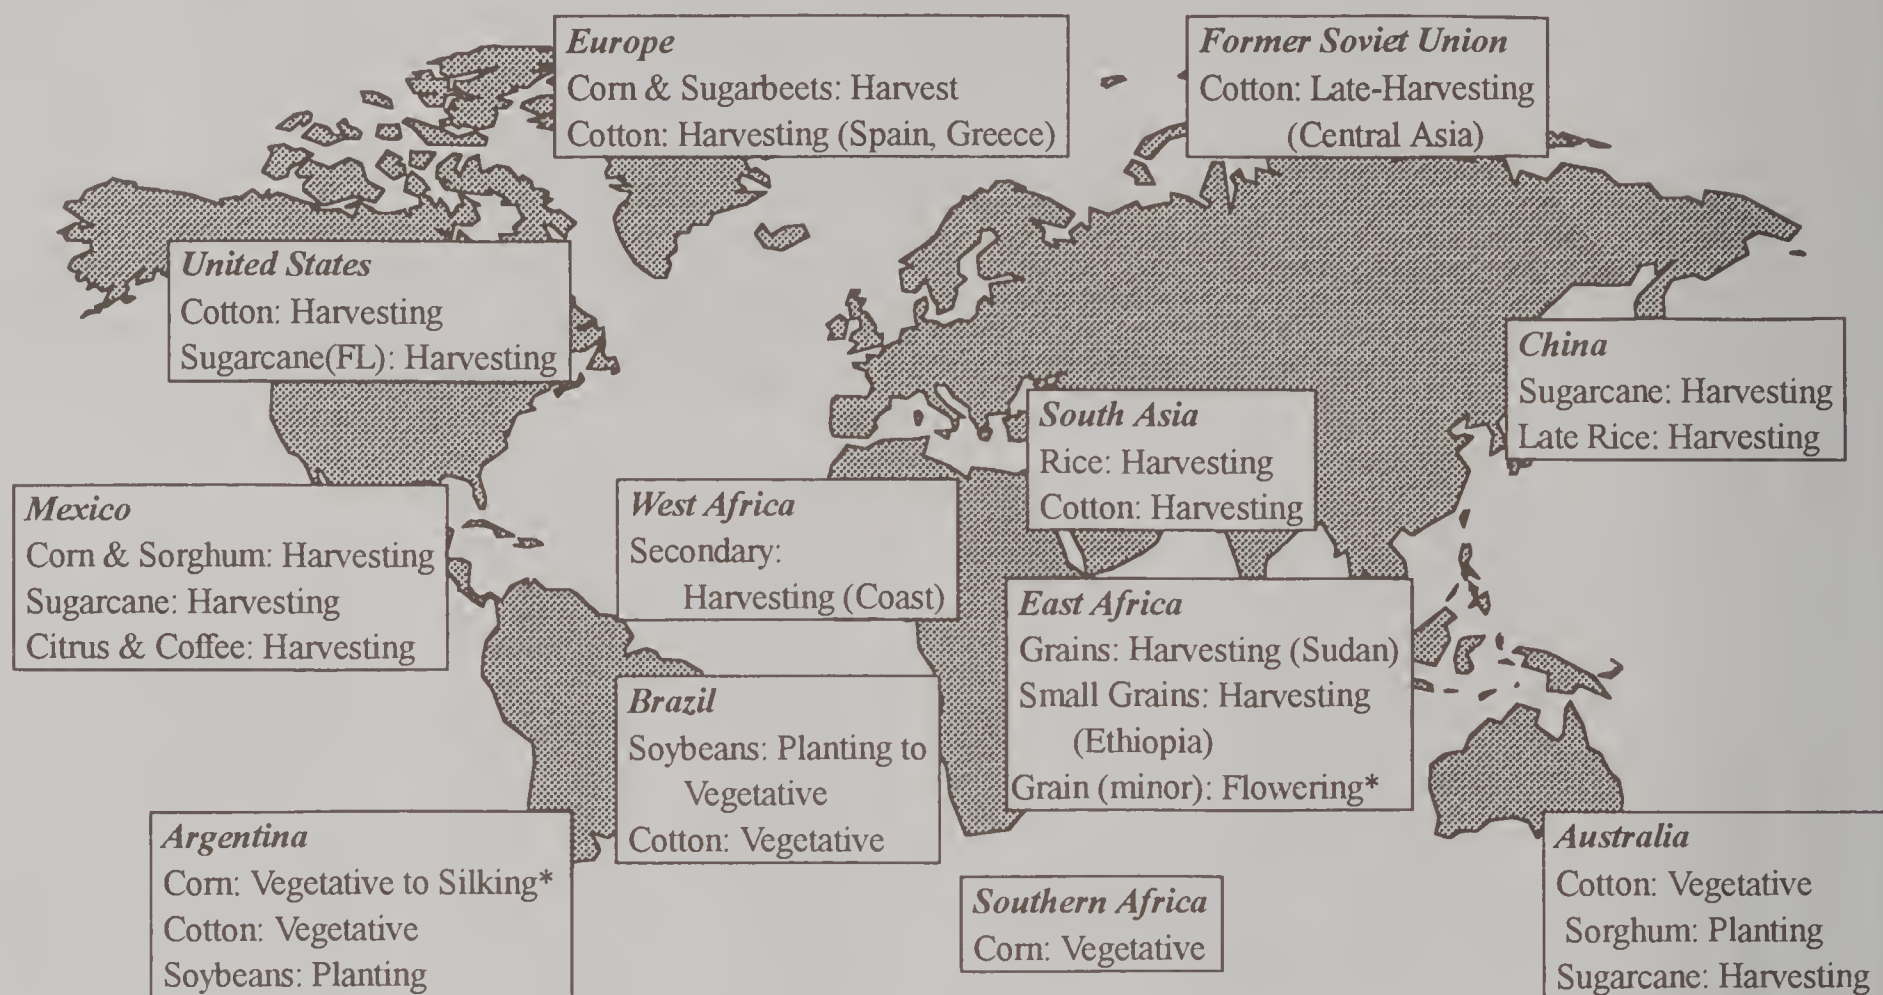 Europe
Corn & Sugarbeets: Harvest
Cotton: Harvesting (Spain, Greece)
Former Soviet Union
Cotton: Late-Harvesting
(Central Asia)
United States
Cotton: Harvesting
Sugarcane(FL): Harvesting
China
Sugarcane: Harvesting
Late Rice: Harvesting
South Asia
Rice: Harvesting
Cotton: Harvesting
Mexico
Corn & Sorghum: Harvesting
Sugarcane: Harvesting
Citrus & Coffee: Harvesting
West Africa
Secondary:
Harvesting (Coast)
East Africa
Grains: Harvesting (Sudan)
Small Grains: Harvesting
(Ethiopia)
Grain (minor): Flowering*
Brazil
Soybeans: Planting to
Vegetative
Cotton: Vegetative
Argentina
Corn: Vegetative to Silking*
Cotton: Vegetative
Soybeans: Planting
Southern Africa
Corn: Vegetative
Australia
Cotton: Vegetative
Sorghum: Planting
Sugarcane: Harvesting